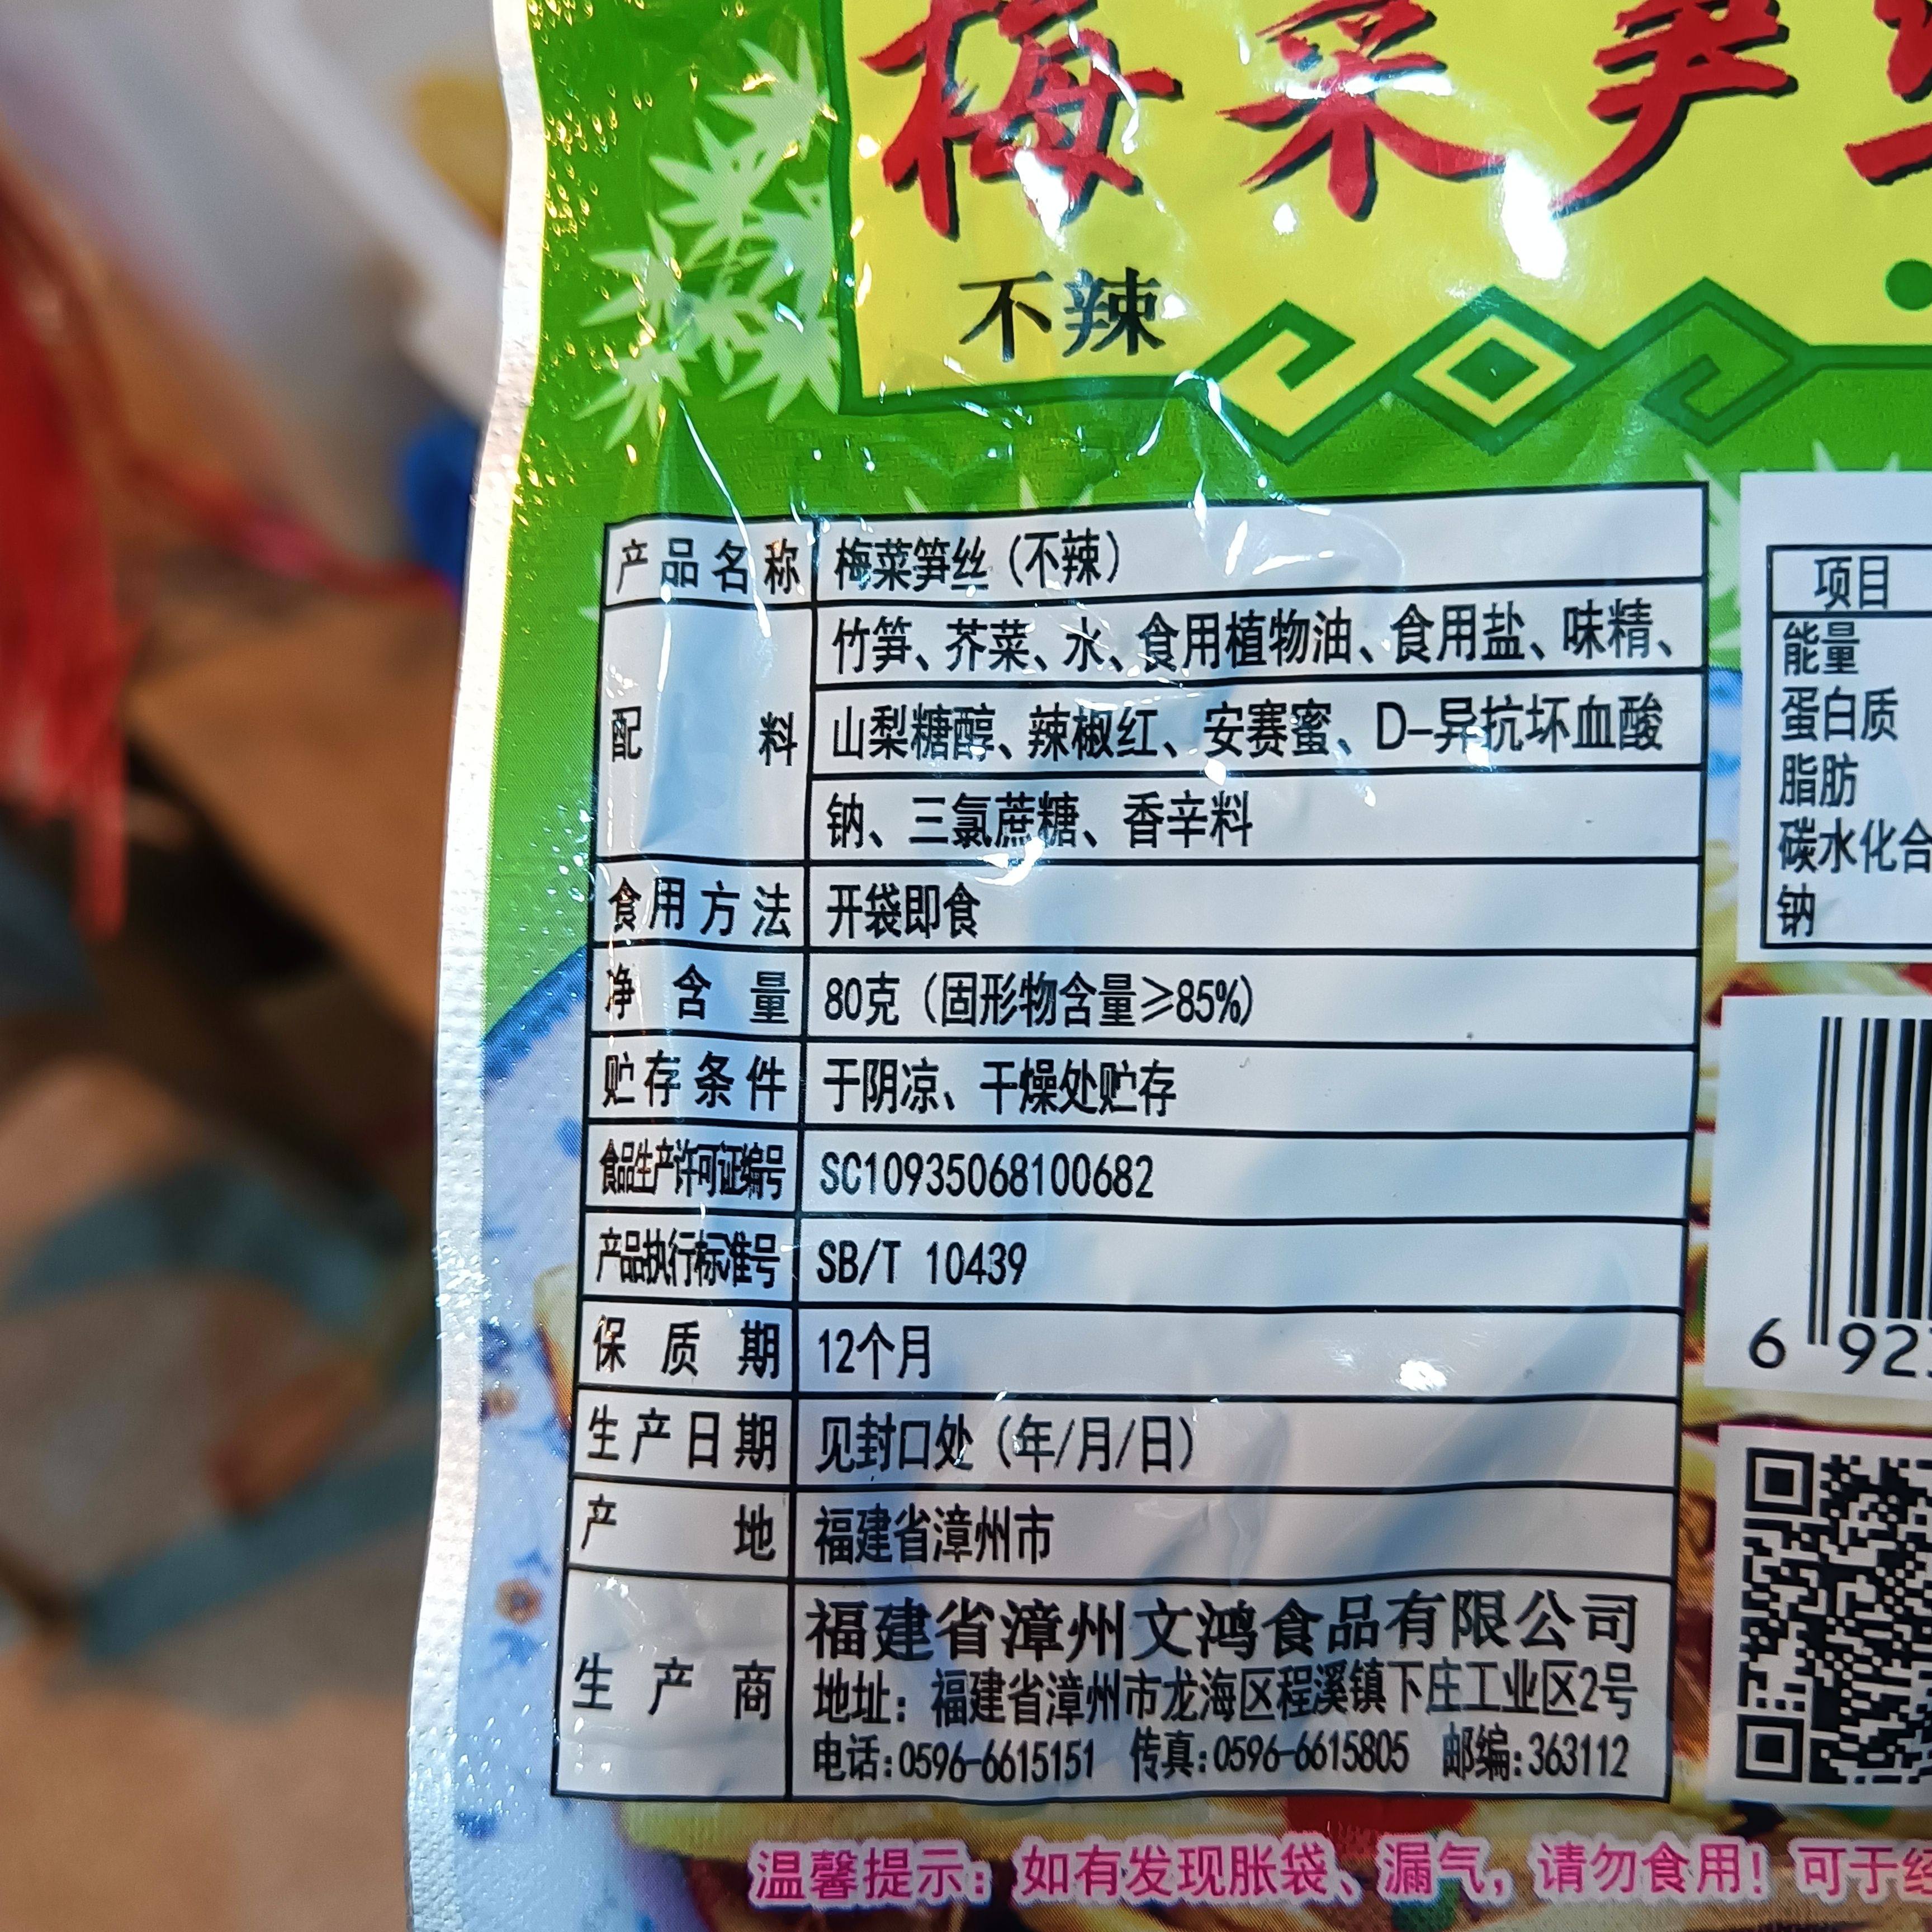 梅菜笋
不辣
产品名称 梅菜笋丝(不辣)
配料 竹笋、芥菜、水、食用植物油、食用盐、味精、
山梨糖醇、辣椒红、安赛蜜、D-异抗坏血酸
钠、三氯蔗糖、香辛料
食用方法 开袋即食
净含量 80克(固形物含量≥85%)
贮存条件 于阴凉、干燥处贮存
食品生产许可证编号 SC10935068100682
产品执行标准号 SB/T 10439
保质期 12个月
生产日期 见封口处(年/月/日)
产地 福建省漳州市
生产商 福建省漳州文鸿食品有限公司
地址：福建省漳州市龙海区程溪镇下庄工业区2号
电话:0596-6615151 传真:0596-6615805 邮编:363112
项目
能量
蛋白质
脂肪
碳水化合
钠
6 92
温馨提示：如有发现胀袋、漏气，请勿食用！可于